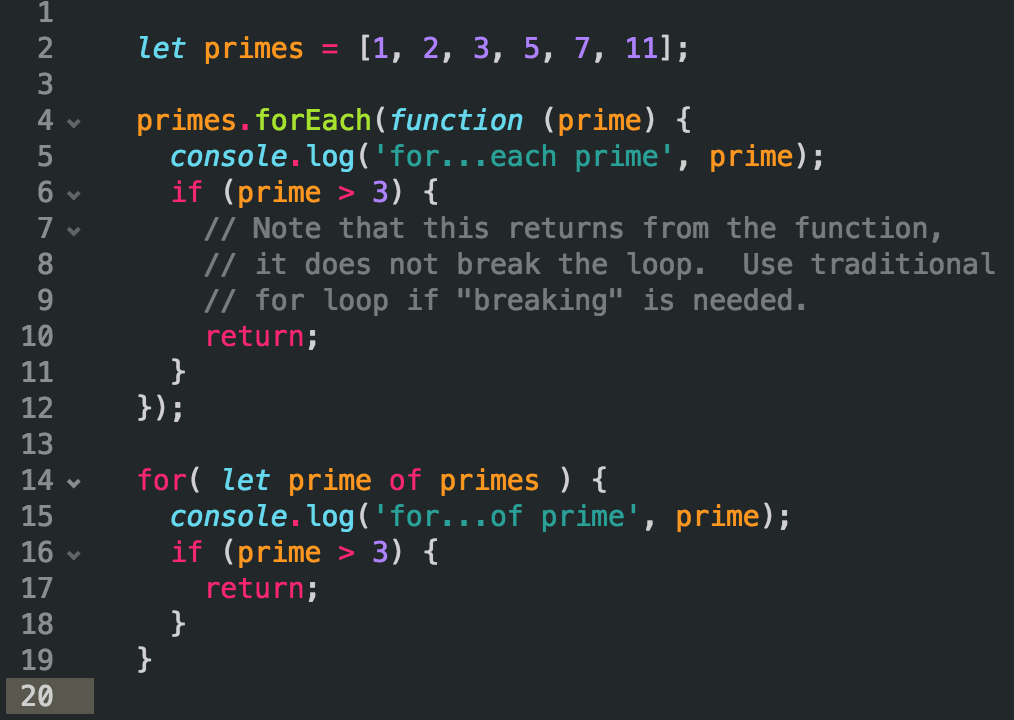 1
2 let primes = [1, 2, 3, 5, 7, 11];
3
4 primes.forEach(function (prime) {
5 console.log('for...each prime', prime);
6 if (prime > 3) {
7 // Note that this returns from the function,
8 // it does not break the loop.  Use traditional
9 // for loop if "breaking" is needed.
10 return;
11 }
12 });
13
14 for( let prime of primes ) {
15 console.log('for...of prime', prime);
16 if (prime > 3) {
17 return;
18 }
19 }
20